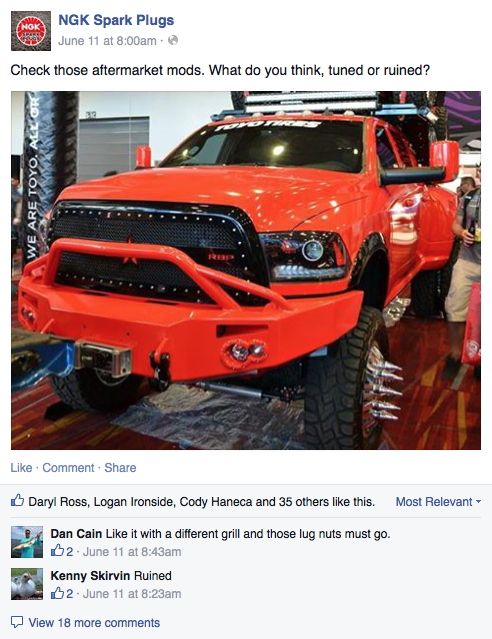 NGK
NGK Spark Plugs
June 11 at 8:00am ·
Check those aftermarket mods. What do you think, tuned or ruined?
TOYO TIRES
WE ARE TOYO.
RBP
Like · Comment · Share
Daryl Ross, Logan Ironside, Cody Haneca and 35 others like this.
Most Relevant
Dan Cain Like it with a different grill and those lug nuts must go.
2 · June 11 at 8:43am
Kenny Skirvin Ruined
2 · June 11 at 8:23am
View 18 more comments